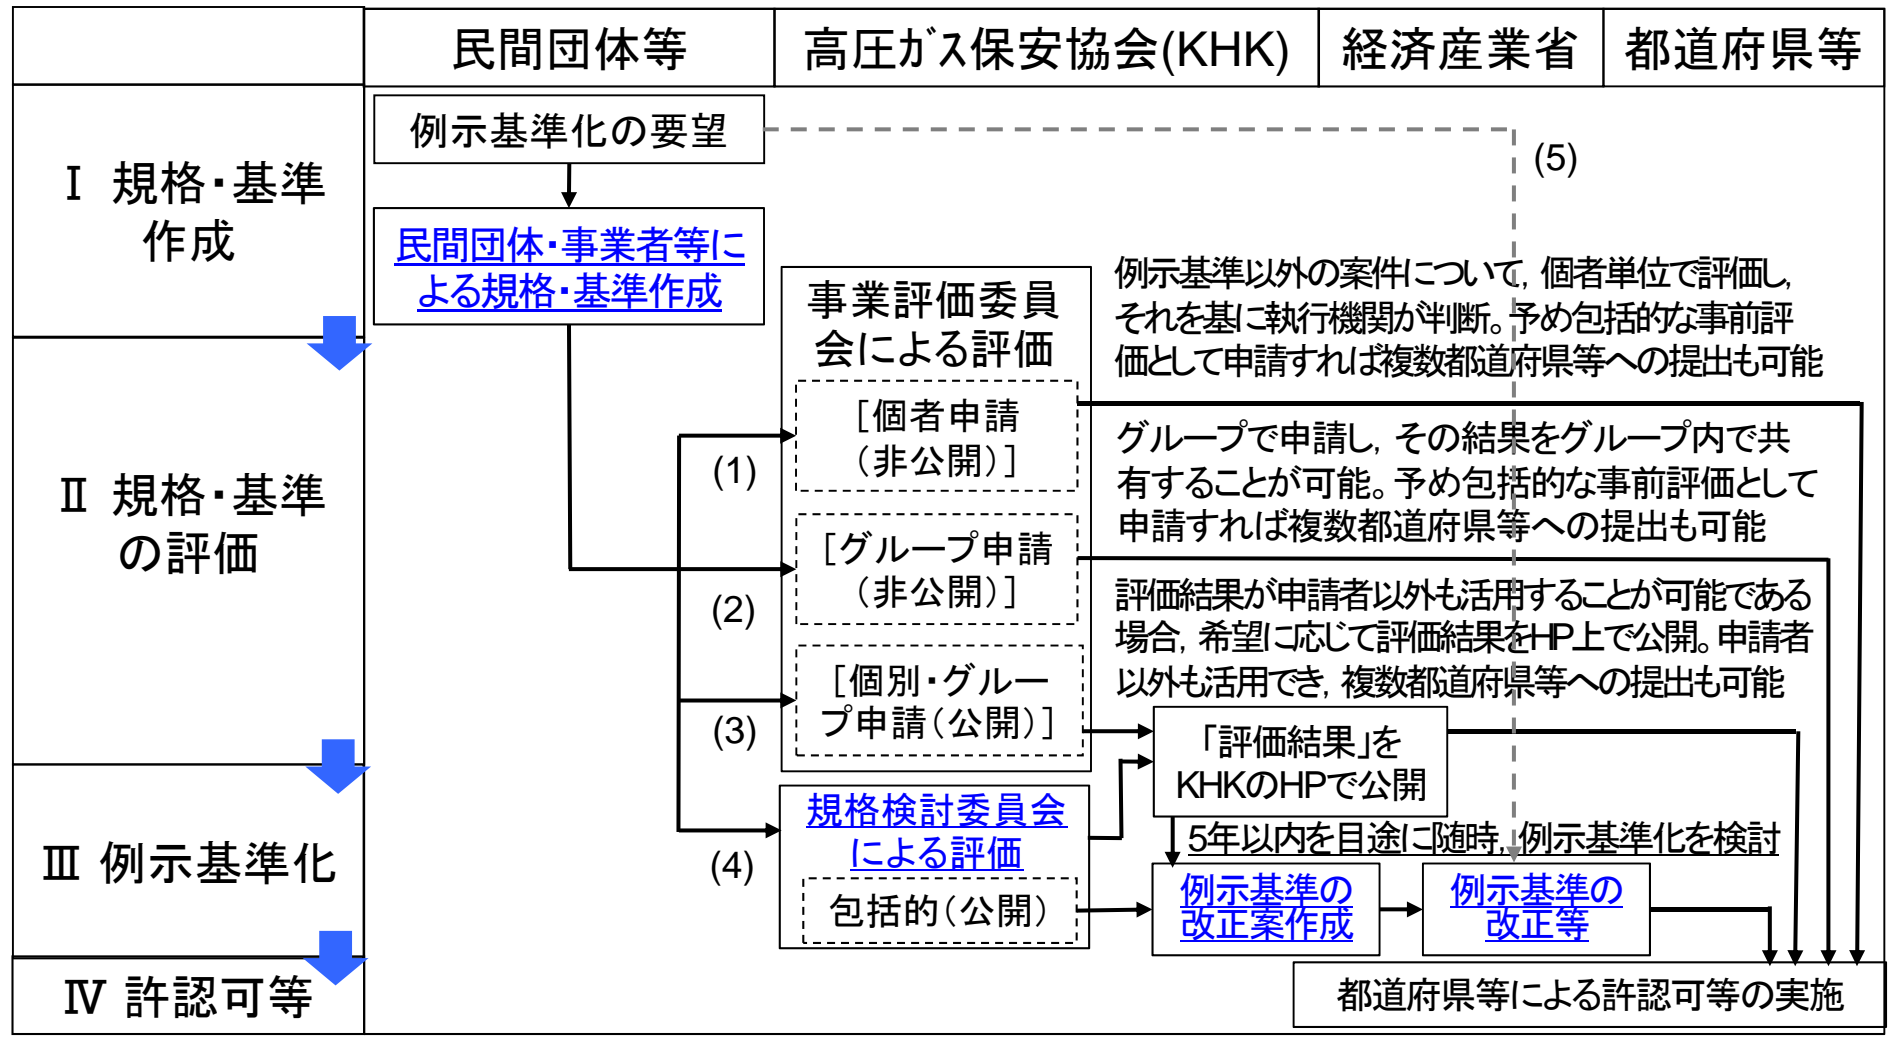 民間団体等
高圧ガス保安協会(KHK)
経済産業省
都道府県等
Ⅰ 規格・基準
作成
例示基準化の要望
(5)
民間団体・事業者等に
よる規格・基準作成
Ⅱ 規格・基準
の評価
事業評価委員
会による評価
例示基準以外の案件について，個者単位で評価し，
それを基に執行機関が判断。予め包括的な事前評
価として申請すれば複数都道府県等への提出も可能
(1)
［個者申請
（非公開）］
グループで申請し，その結果をグループ内で共
有することが可能。予め包括的な事前評価として
申請すれば複数都道府県等への提出も可能
(2)
［グループ申請
（非公開）］
評価結果が申請者以外も活用することが可能である
場合，希望に応じて評価結果をHP上で公開。申請者
以外も活用でき，複数都道府県等への提出も可能
(3)
［個別・グルー
プ申請（公開）］
「評価結果」を
KHKのHPで公開
Ⅲ 例示基準化
(4)
規格検討委員会
による評価
包括的（公開）
5年以内を目途に随時，例示基準化を検討
例示基準の
改正案作成
例示基準の
改正等
Ⅳ 許認可等
都道府県等による許認可等の実施